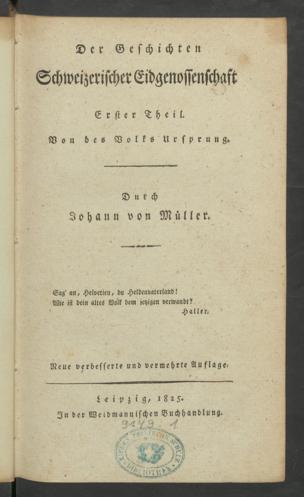 Der Geschichten
Schweizerischer Eidgenossenschaft
Erster Theil.
Von des Volks Ursprung.
Durch
Johann von Müller.
Sag' an, Helvetien, du Heldenvaterland!
Wie ist dein altes Volk dem jetzigen verwandt?
Haller.
Neue verbesserte und vermehrte Auflage.
Leipzig, 1825.
In der Weidmannischen Buchhandlung.
9149 1